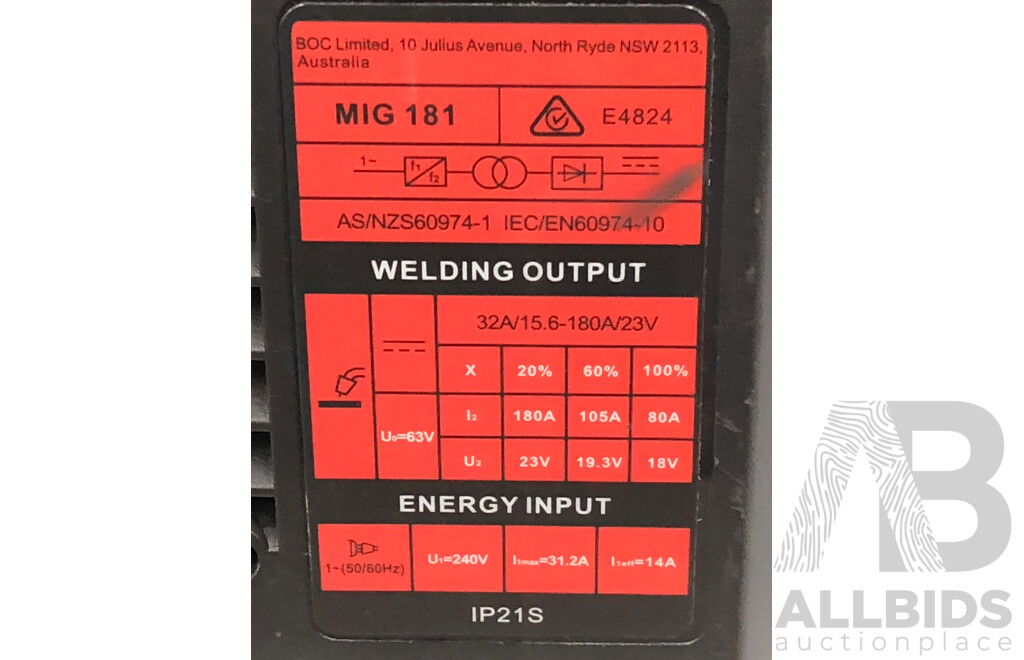 BOC Limited, 10 Julius Avenue, North Ryde NSW 2113,
Australia
MIG 181 E4824
1~ f₁ f₂
AS/NZS60974-1 IEC/EN60974-10
WELDING OUTPUT
32A/15.6-180A/23V
X 20% 60% 100%
U₀=63V
I₂ 180A 105A 80A
U₂ 23V 19.3V 18V
ENERGY INPUT
1~(50/60Hz) U₁=240V I₁max=31.2A I₁eff=14A
IP21S
AB
ALLBIDS
auctionplace